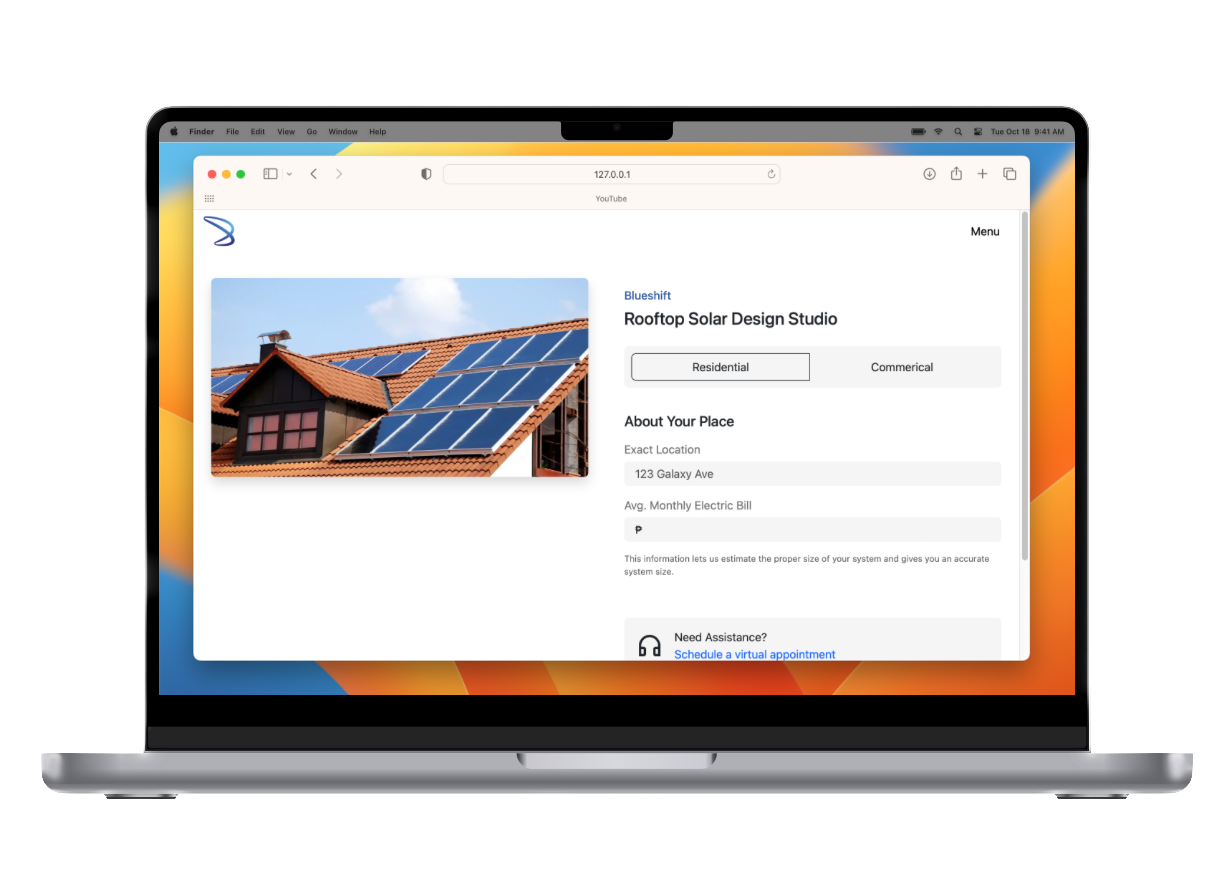 Finder File Edit View Go Window Help
Tue Oct 18 9:41 AM
127.0.0.1
YouTube
Menu
Blueshift
Rooftop Solar Design Studio
Residential
Commerical
About Your Place
Exact Location
123 Galaxy Ave
Avg. Monthly Electric Bill
₱
This information lets us estimate the proper size of your system and gives you an accurate
system size.
Need Assistance?
Schedule a virtual appointment